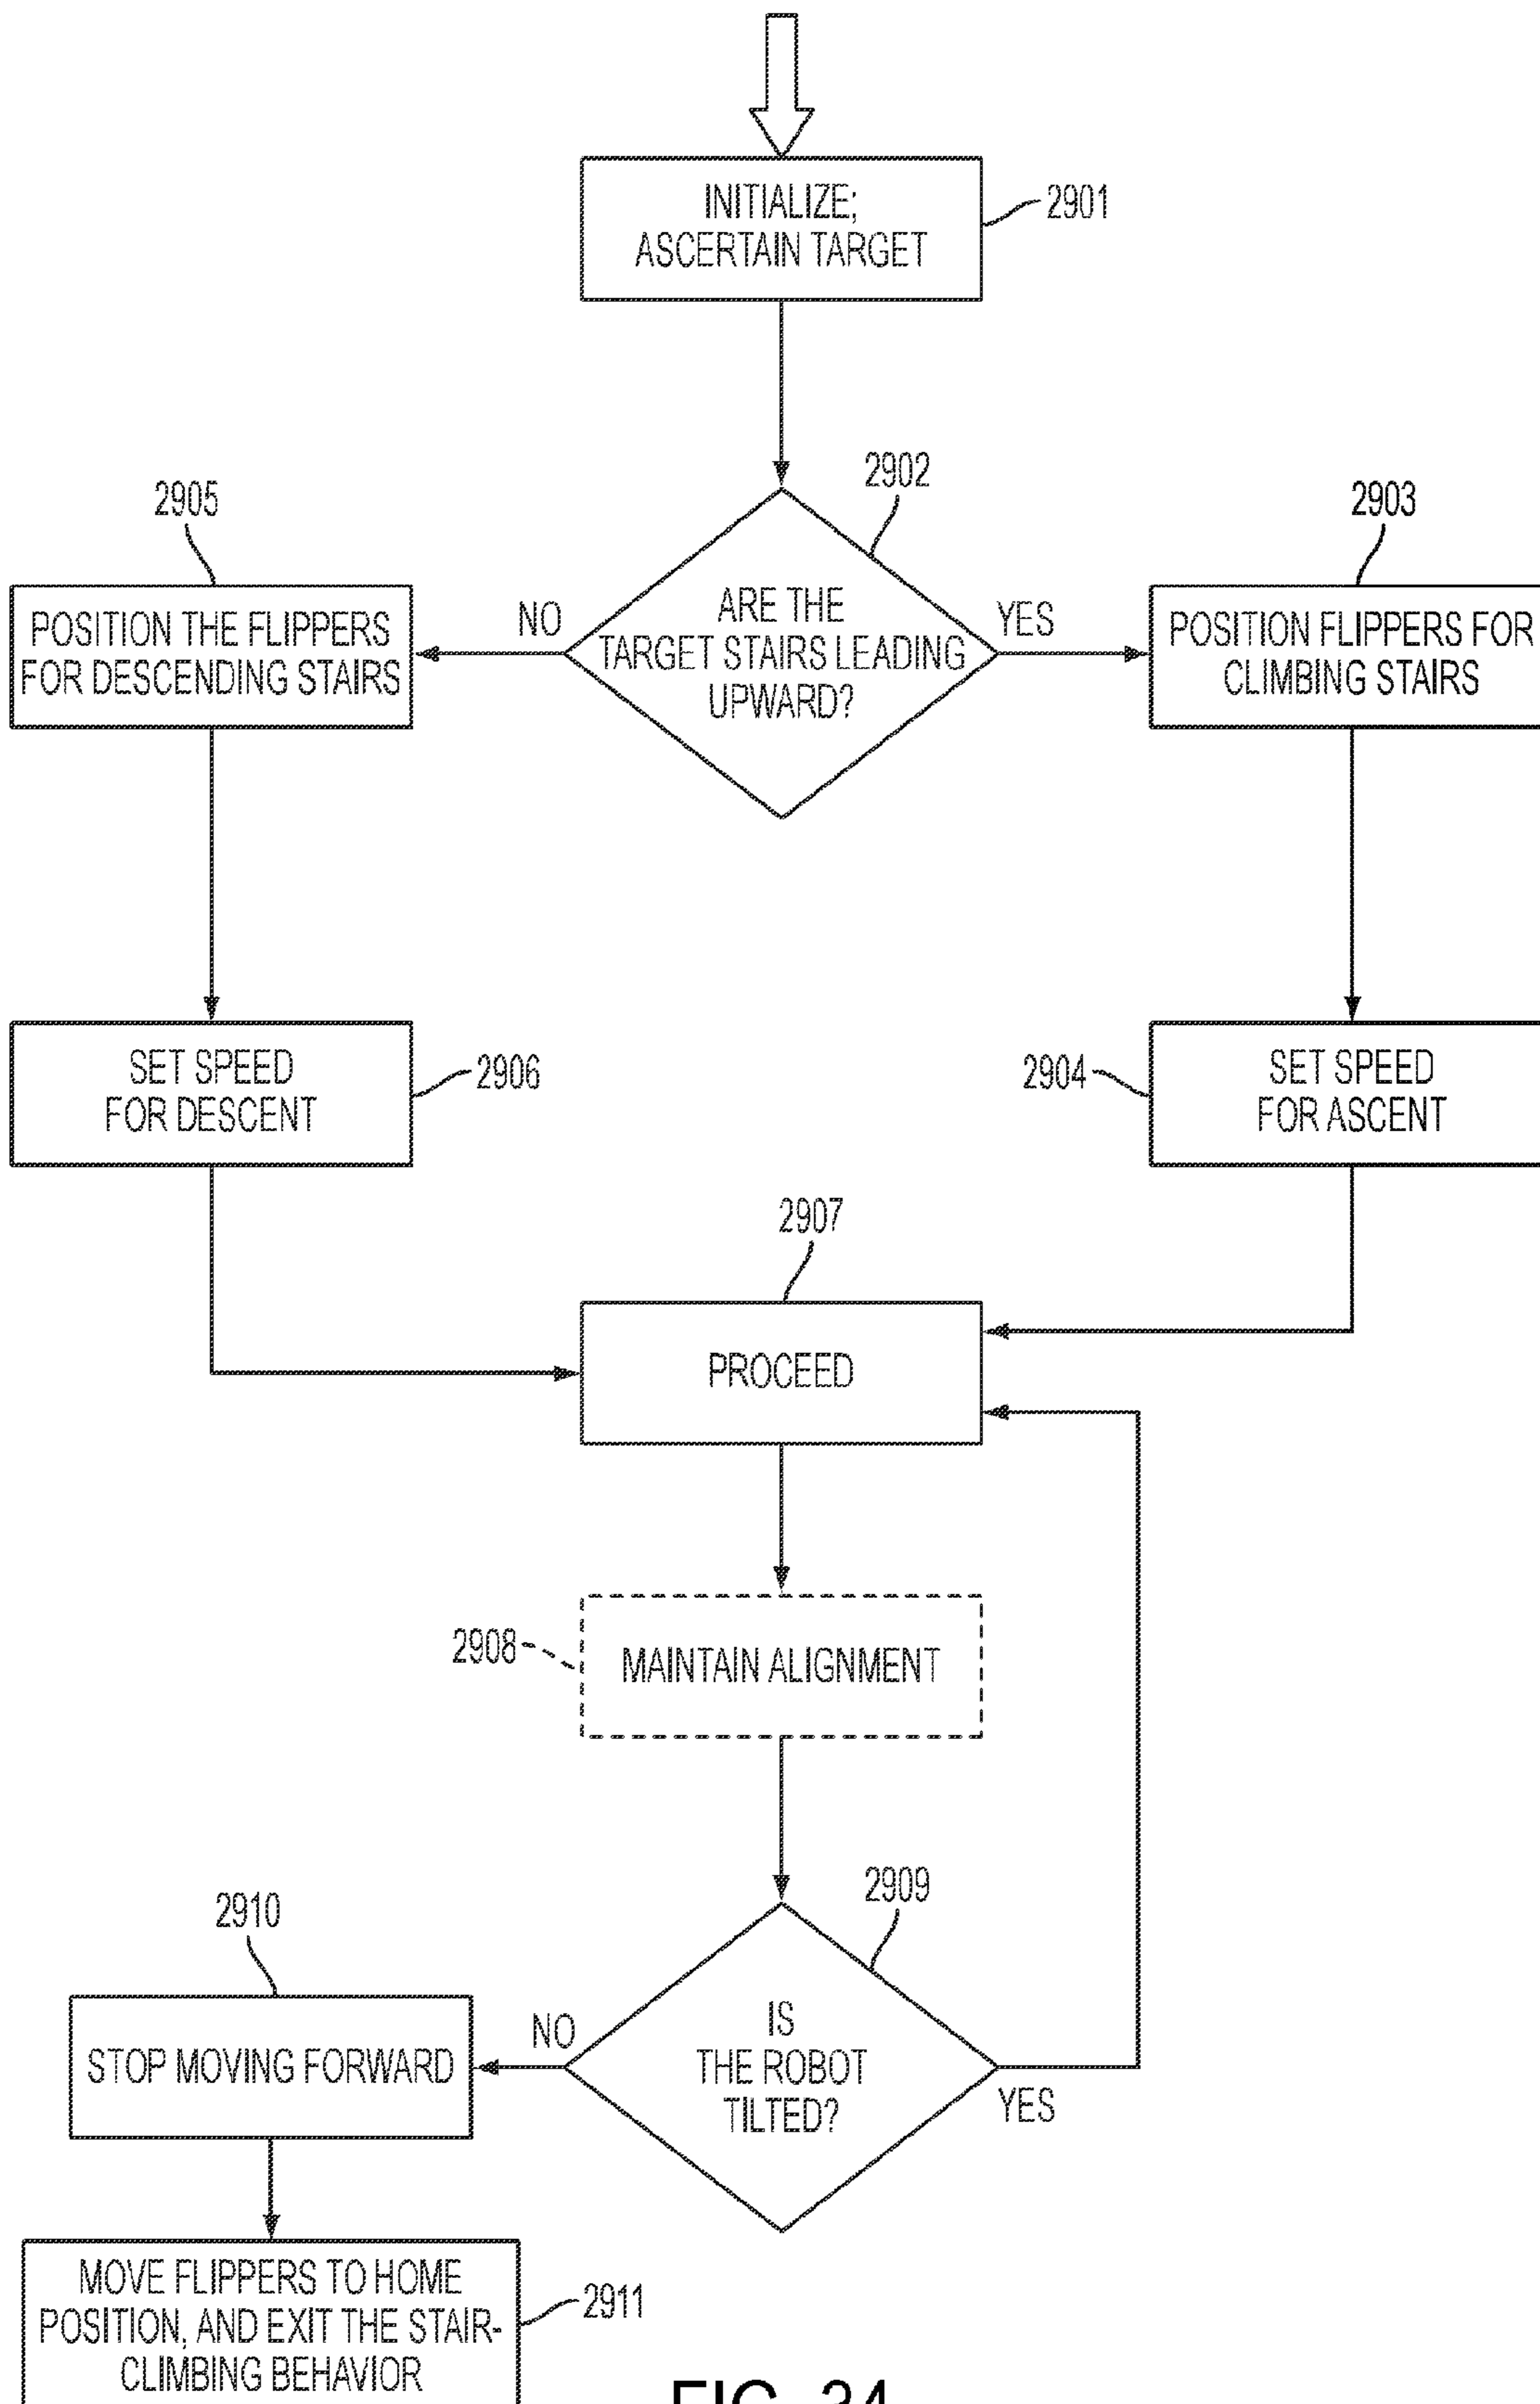 INITIALIZE;
ASCERTAIN TARGET
2901
2902
2905
2903
POSITION THE FLIPPERS
FOR DESCENDING STAIRS
NO
ARE THE
TARGET STAIRS LEADING
UPWARD?
YES
POSITION FLIPPERS FOR
CLIMBING STAIRS
SET SPEED
FOR DESCENT
2906
2904
SET SPEED
FOR ASCENT
2907
PROCEED
2908
MAINTAIN ALIGNMENT
2909
2910
STOP MOVING FORWARD
NO
IS
THE ROBOT
TILTED?
YES
MOVE FLIPPERS TO HOME
POSITION, AND EXIT THE STAIR-
CLIMBING BEHAVIOR
2911
FIG. 34